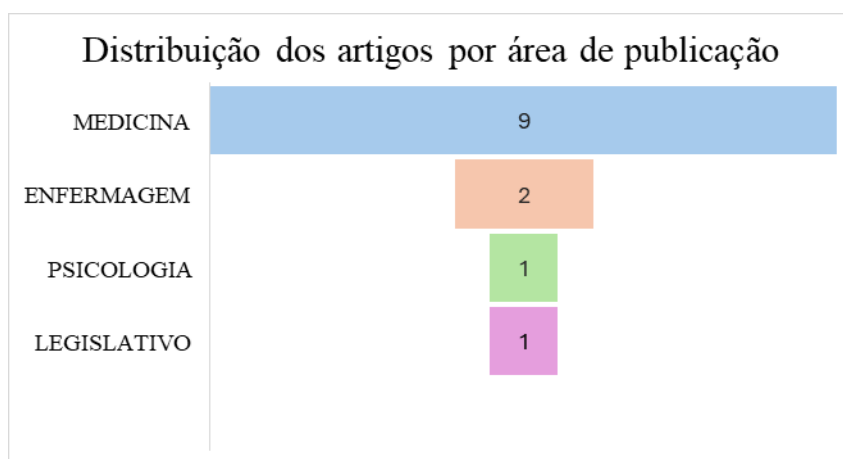 Distribuição dos artigos por área de publicação
MEDICINA 9
ENFERMAGEM 2
PSICOLOGIA 1
LEGISLATIVO 1